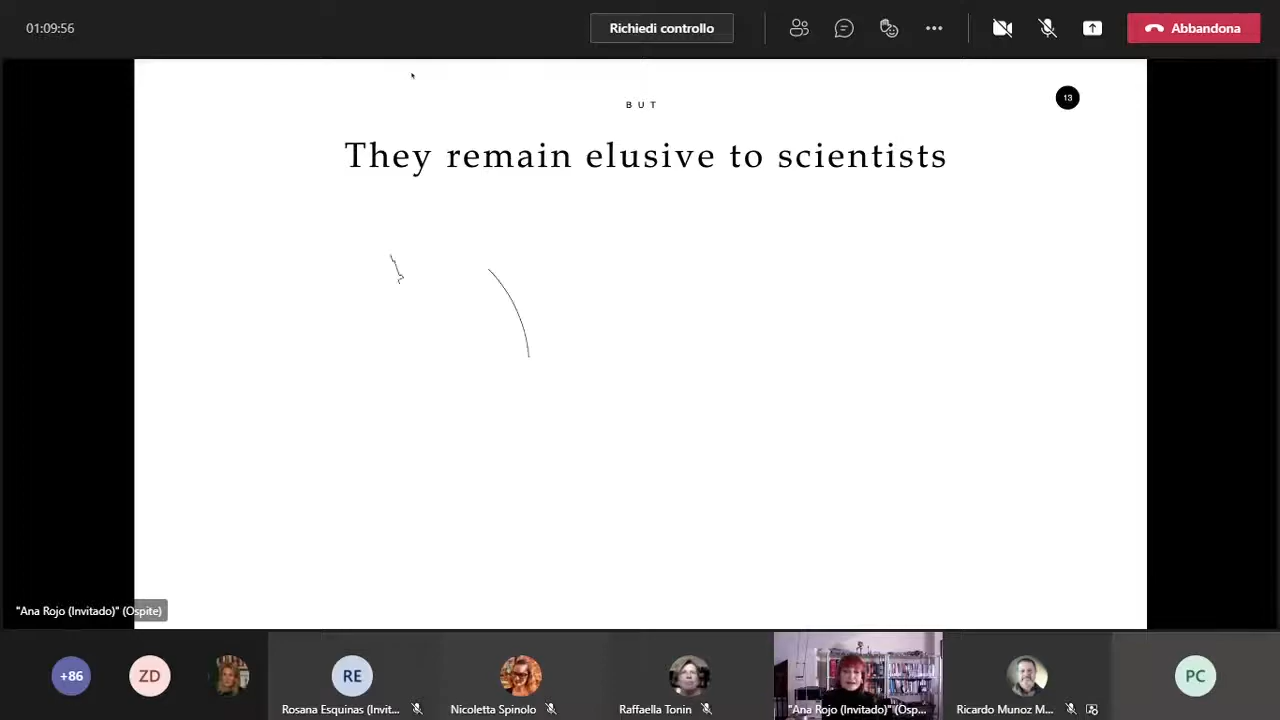 01:09:56
Richiedi controllo
Abbandona
BUT
13
They remain elusive to scientists
"Ana Rojo (Invitado)" (Ospite)
+86
ZD
RE
PC
Rosana Esquinas (Invit...
Nicoletta Spinolo
Raffaella Tonin
"Ana Rojo (Invitado)" (Osp...
Ricardo Munoz M...